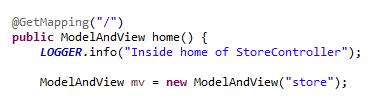 @GetMapping("/")
public ModelAndView home() {
LOGGER.info("Inside home of StoreController");
ModelAndView mv = new ModelAndView("store");